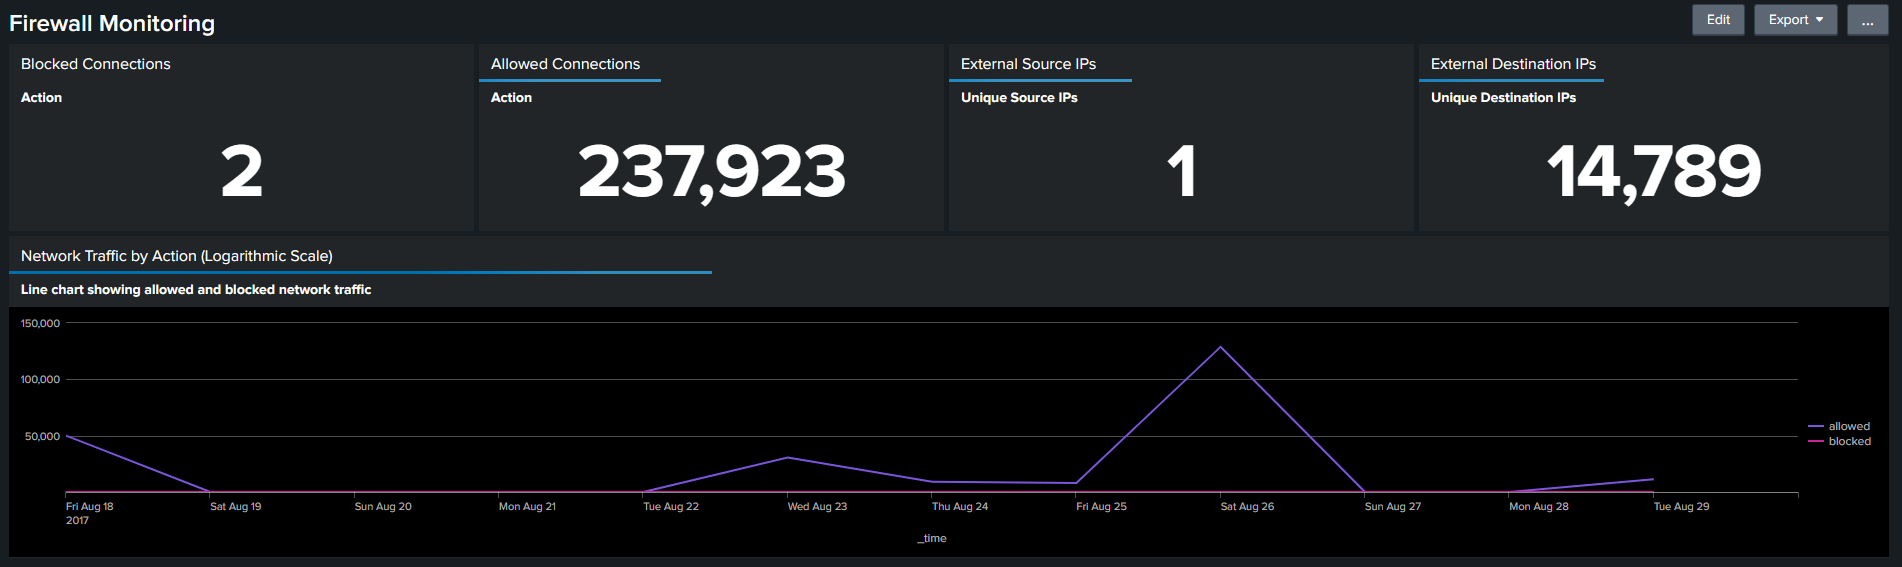 Firewall Monitoring
Edit
Export
...
Blocked Connections
Allowed Connections
External Source IPs
External Destination IPs
Action
Action
Unique Source IPs
Unique Destination IPs
2
237,923
1
14,789
Network Traffic by Action (Logarithmic Scale)
Line chart showing allowed and blocked network traffic
150,000
100,000
50,000
allowed
blocked
Fri Aug 18
2017
Sat Aug 19
Sun Aug 20
Mon Aug 21
Tue Aug 22
Wed Aug 23
Thu Aug 24
Fri Aug 25
Sat Aug 26
Sun Aug 27
Mon Aug 28
Tue Aug 29
_time